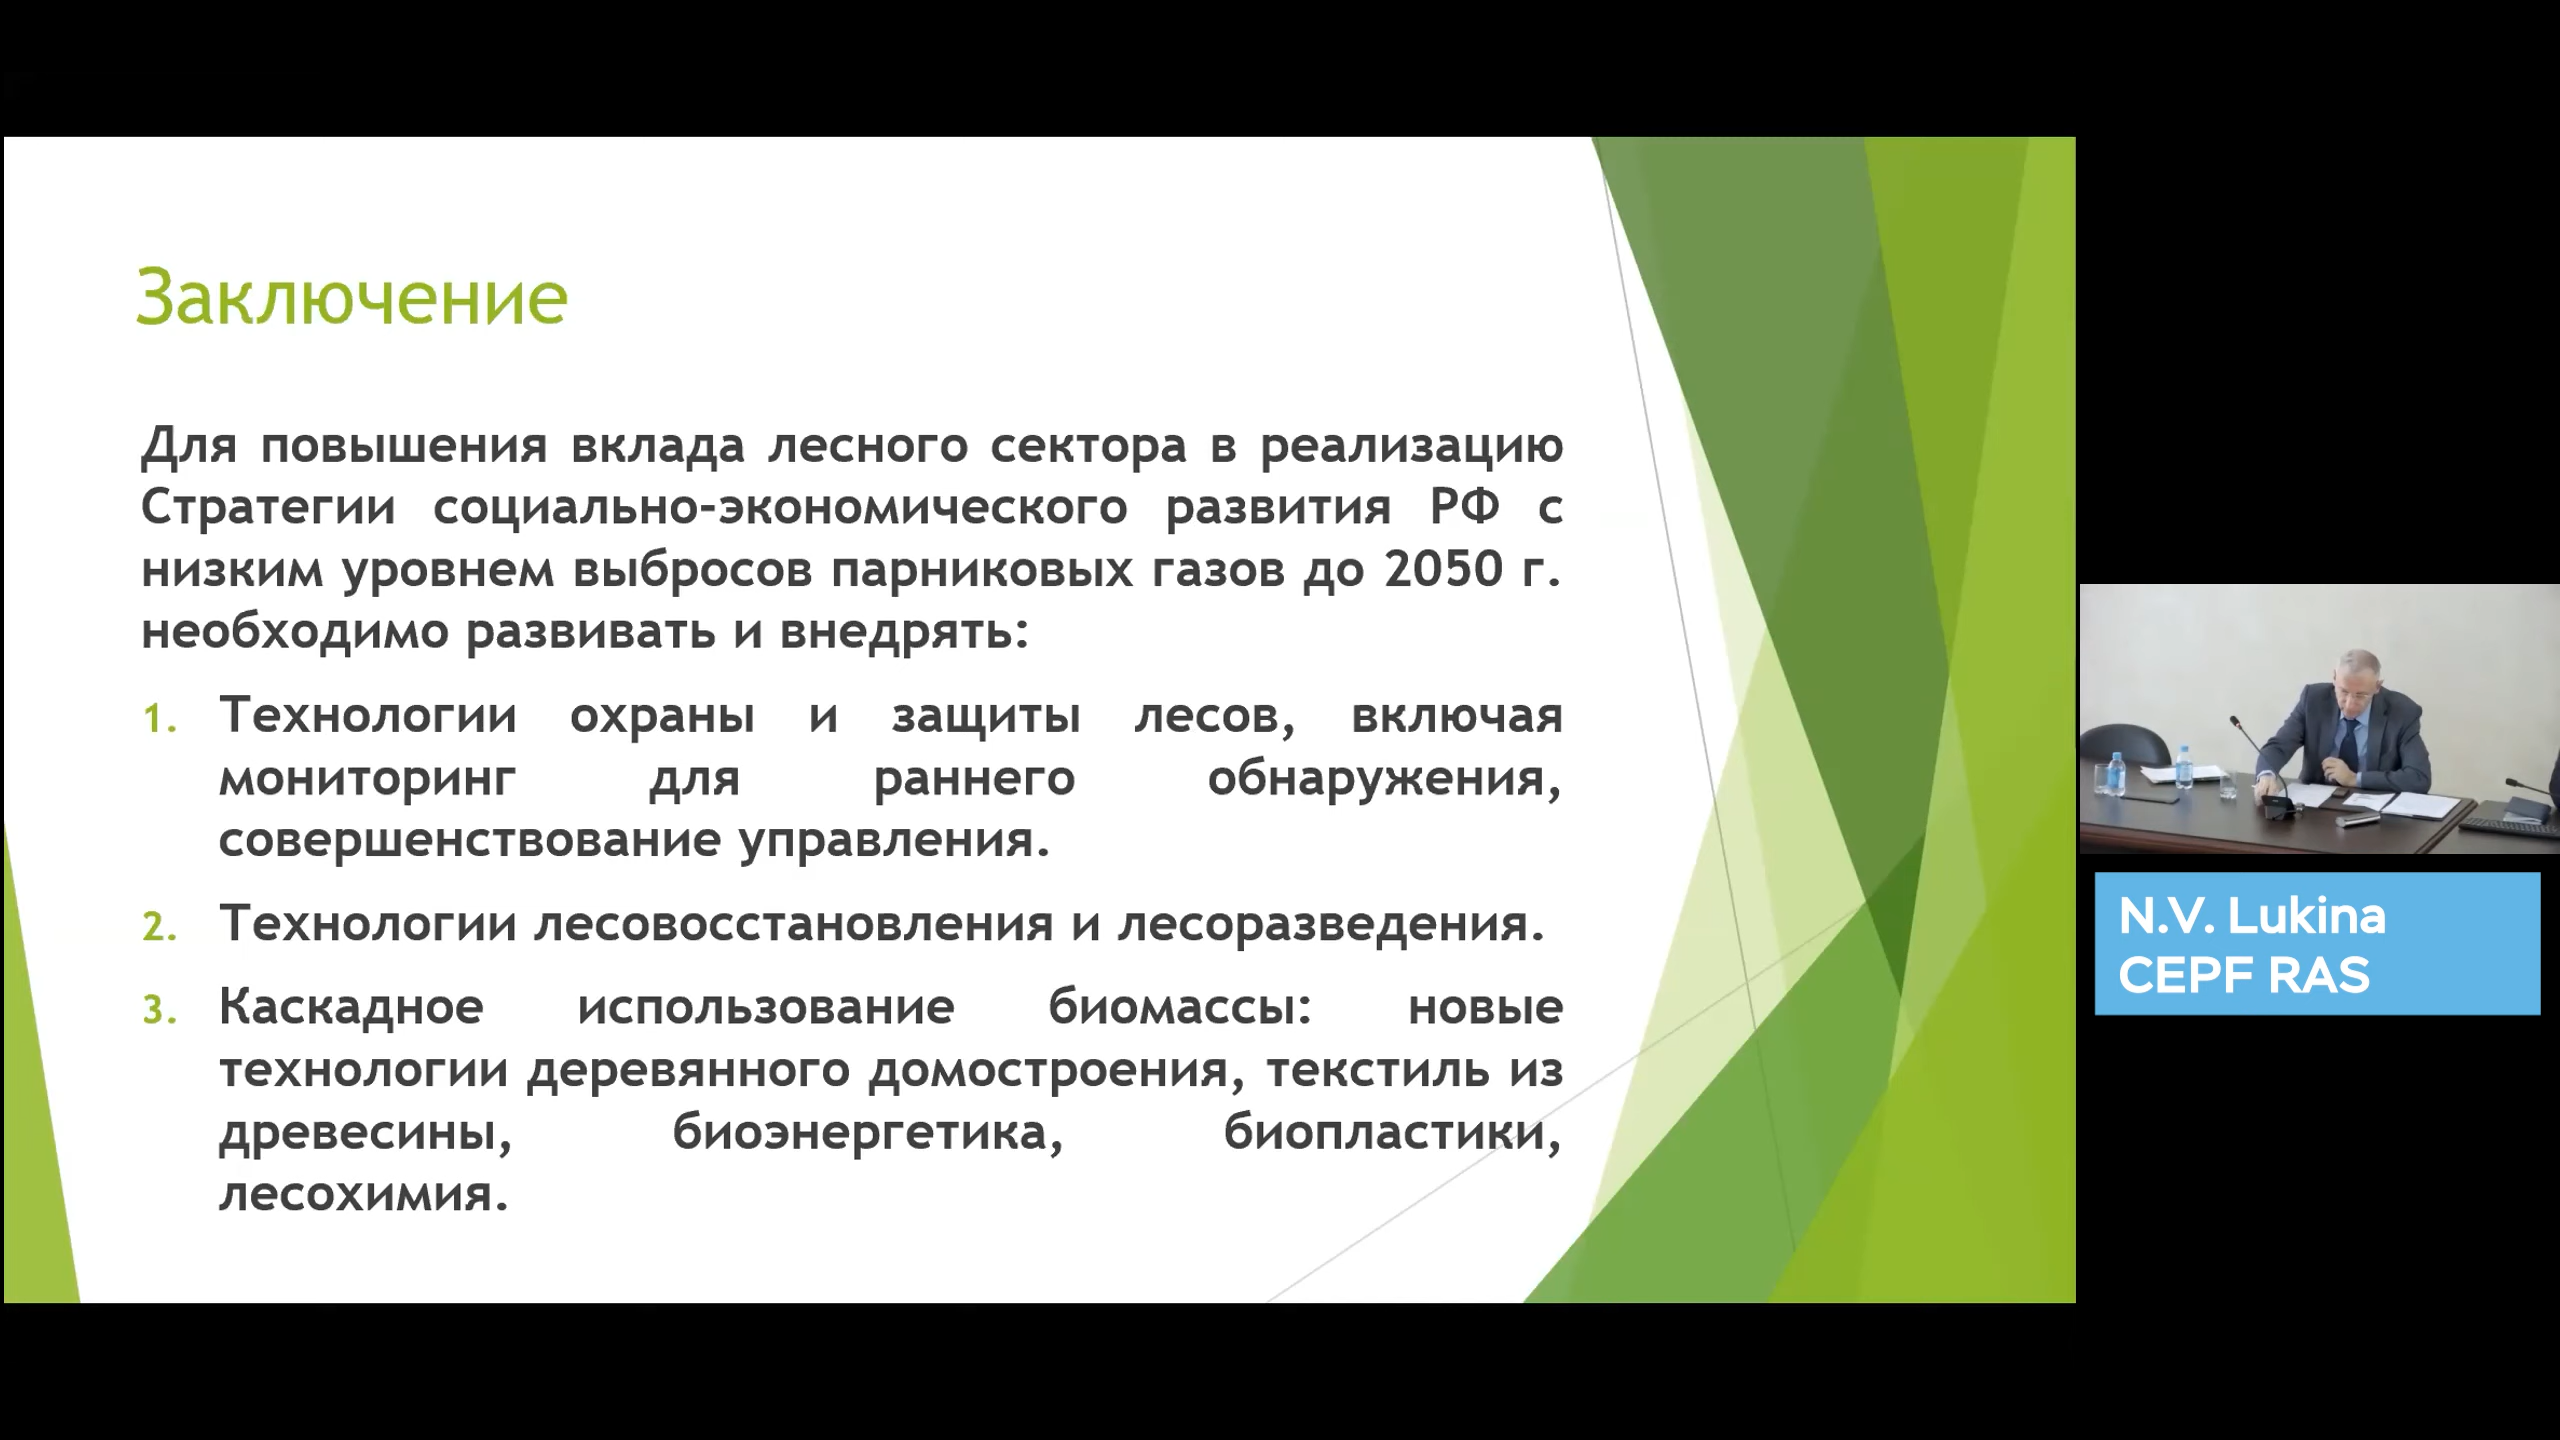 Заключение
Для повышения вклада лесного сектора в реализацию
Стратегии социально-экономического развития РФ с
низким уровнем выбросов парниковых газов до 2050 г.
необходимо развивать и внедрять:
1. Технологии охраны и защиты лесов, включая
мониторинг для раннего обнаружения,
совершенствование управления.
2. Технологии лесовосстановления и лесоразведения.
3. Каскадное использование биомассы: новые
технологии деревянного домостроения, текстиль из
древесины, биоэнергетика, биопластики,
лесохимия.
N.V. Lukina
CEPF RAS